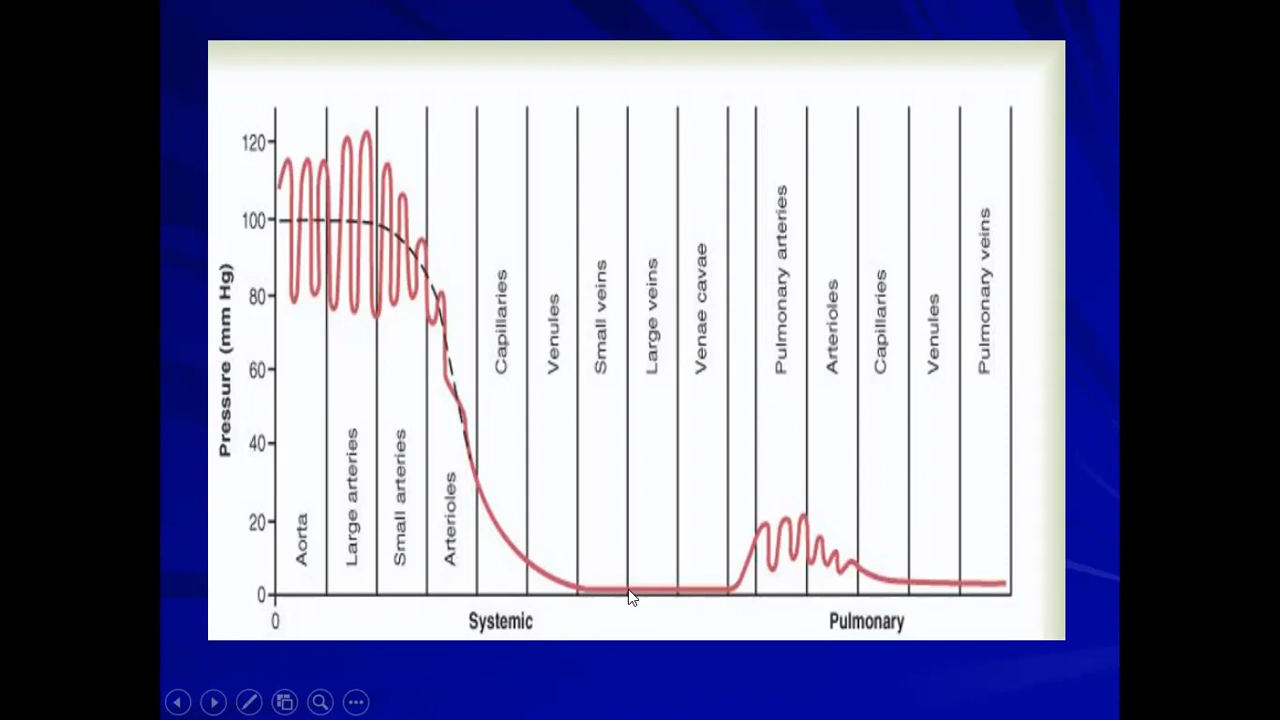 120
100
80
60
40
20
0
0
Pressure (mm Hg)
Aorta
Large arteries
Small arteries
Arterioles
Capillaries
Venules
Small veins
Large veins
Venae cavae
Pulmonary arteries
Arterioles
Capillaries
Venules
Pulmonary veins
Systemic
Pulmonary